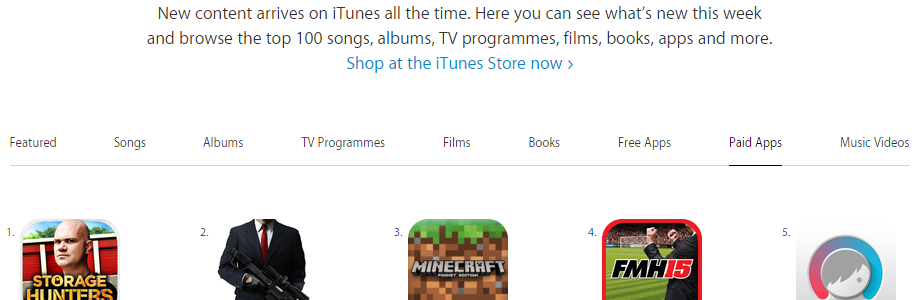 New content arrives on iTunes all the time. Here you can see what's new this week
and browse the top 100 songs, albums, TV programmes, films, books, apps and more.
Shop at the iTunes Store now ›
Featured Songs Albums TV Programmes Films Books Free Apps Paid Apps Music Videos
1. 2. 3. 4. 5.
MINECRAFT
POCKET EDITION
FMH15
STORAGE
HUNTERS